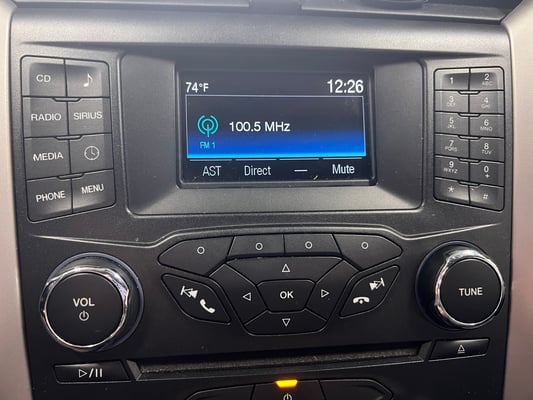 74°F 12:26
100.5 MHz
FM 1
AST Direct — Mute
CD
RADIO SIRIUS
MEDIA
PHONE MENU
1 2 ABC
3 DEF 4 GHI
5 JKL 6 MNO
7 PQRS 8 TUV
9 WXYZ 0
* #
VOL
OK
TUNE